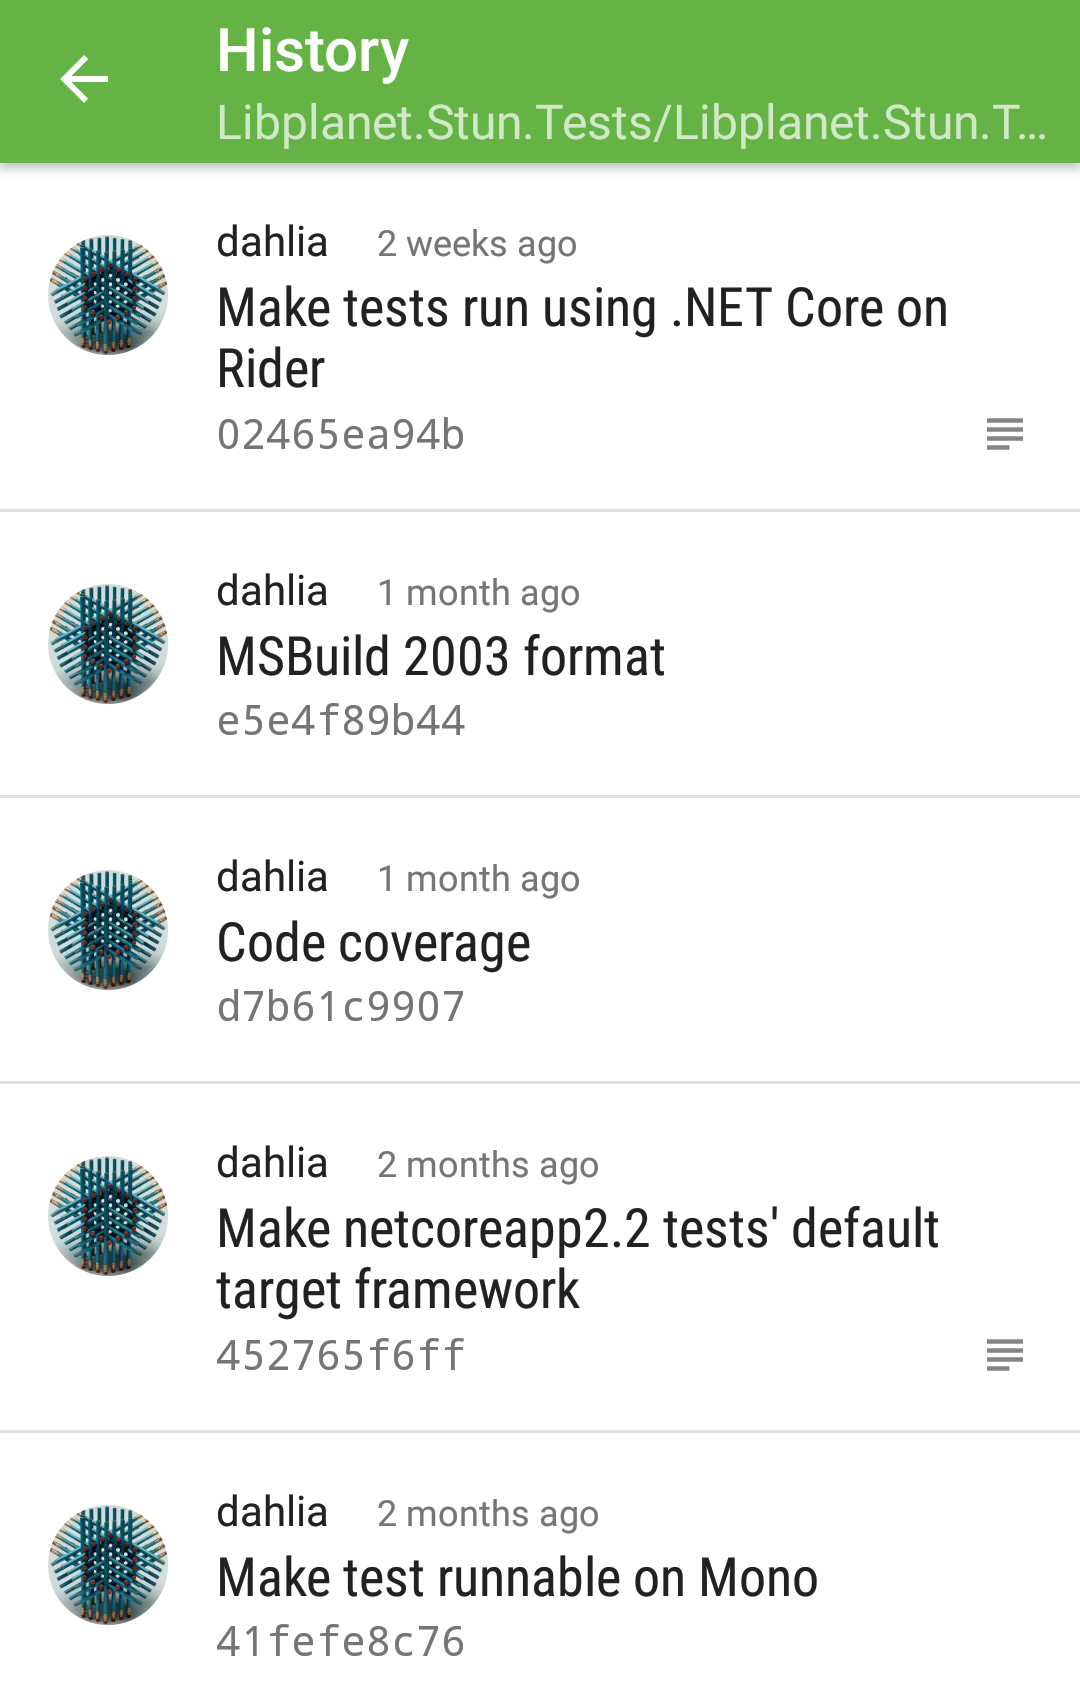 History
Libplanet.Stun.Tests/Libplanet.Stun.T...
dahlia 2 weeks ago
Make tests run using .NET Core on
Rider
02465ea94b
dahlia 1 month ago
MSBuild 2003 format
e5e4f89b44
dahlia 1 month ago
Code coverage
d7b61c9907
dahlia 2 months ago
Make netcoreapp2.2 tests' default
target framework
452765f6ff
dahlia 2 months ago
Make test runnable on Mono
41fefe8c76